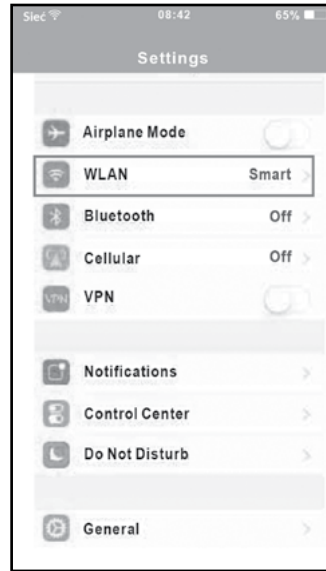 Sieć 08:42 65%
Settings
Airplane Mode
WLAN Smart
Bluetooth Off
Cellular Off
VPN VPN
Notifications
Control Center
Do Not Disturb
General